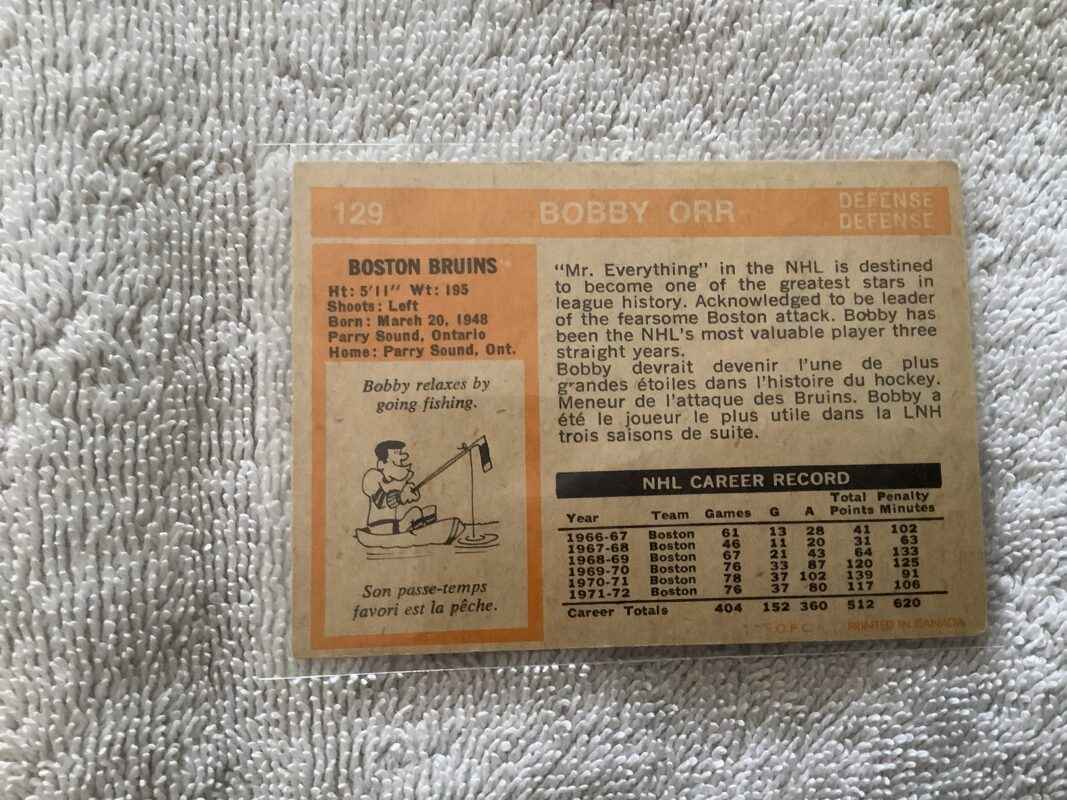 129 BOBBY ORR DEFENSE
DEFENSE
BOSTON BRUINS
Ht: 5'11" Wt: 195
Shoots: Left
Born: March 20, 1948
Parry Sound, Ontario
Home: Parry Sound, Ont.
Bobby relaxes by
going fishing.
Son passe-temps
favori est la pêche.
"Mr. Everything" in the NHL is destined
to become one of the greatest stars in
league history. Acknowledged to be leader
of the fearsome Boston attack. Bobby has
been the NHL's most valuable player three
straight years.
Bobby devrait devenir l'une de plus
grandes étoiles dans l'histoire du hockey.
Meneur de l'attaque des Bruins. Bobby a
été le joueur le plus utile dans la LNH
trois saisons de suite.
NHL CAREER RECORD
Year Team Games G A Total Points Penalty Minutes
1966-67 Boston 61 13 28 41 102
1967-68 Boston 46 11 20 31 63
1968-69 Boston 67 21 43 64 133
1969-70 Boston 76 33 87 120 125
1970-71 Boston 78 37 102 139 91
1971-72 Boston 76 37 80 117 106
Career Totals 404 152 360 512 620
PRINTED IN CANADA